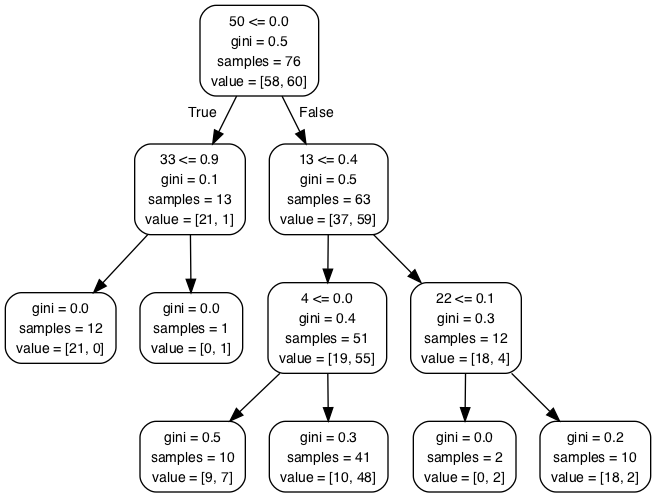 50 <= 0.0
gini = 0.5
samples = 76
value = [58, 60]
True
False
33 <= 0.9
gini = 0.1
samples = 13
value = [21, 1]
13 <= 0.4
gini = 0.5
samples = 63
value = [37, 59]
gini = 0.0
samples = 12
value = [21, 0]
gini = 0.0
samples = 1
value = [0, 1]
4 <= 0.0
gini = 0.4
samples = 51
value = [19, 55]
22 <= 0.1
gini = 0.3
samples = 12
value = [18, 4]
gini = 0.5
samples = 10
value = [9, 7]
gini = 0.3
samples = 41
value = [10, 48]
gini = 0.0
samples = 2
value = [0, 2]
gini = 0.2
samples = 10
value = [18, 2]